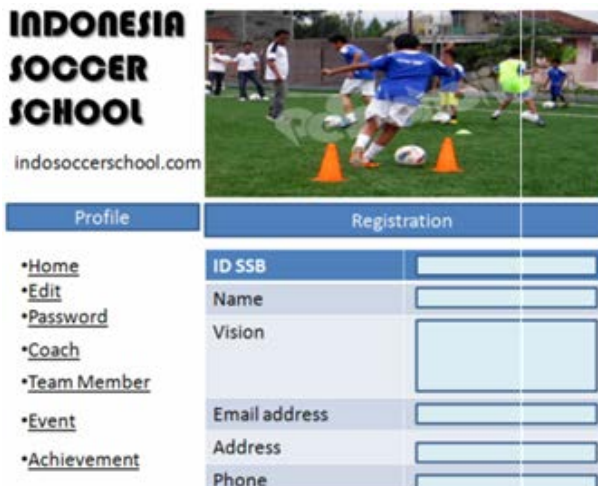 INDONESIA
SOCCER
SCHOOL
indosoccerschool.com
Profile
Registration
•Home
•Edit
•Password
•Coach
•Team Member
•Event
•Achievement
ID SSB
Name
Vision
Email address
Address
Phone